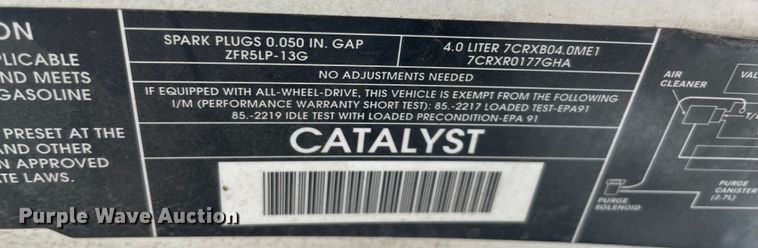 ON
PLICABLE
ND MEETS
GASOLINE
PRESET AT THE
AND OTHER
N APPROVED
TE LAWS.
SPARK PLUGS 0.050 IN. GAP
ZFR5LP-13G
4.0 LITER 7CRXB04.0ME1
7CRXR0177GHA
NO ADJUSTMENTS NEEDED
IF EQUIPPED WITH ALL-WHEEL-DRIVE, THIS VEHICLE IS EXEMPT FROM THE FOLLOWING
I/M (PERFORMANCE WARRANTY SHORT TEST): 85.-2217 LOADED TEST-EPA91
85.-2219 IDLE TEST WITH LOADED PRECONDITION-EPA 91
CATALYST
AIR
CLEANER
VAL
T/
PURGE
SOLENOID
PURGE
CANISTER
(2.7L)
Purple Wave Auction